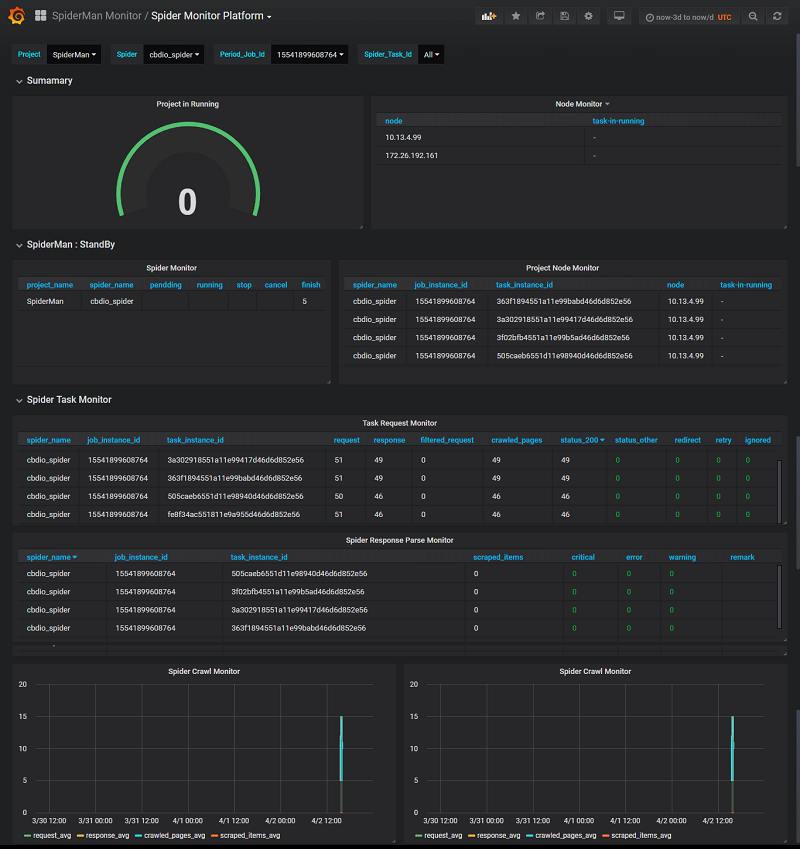 SpiderMan Monitor / Spider Monitor Platform
now-3d to now/d UTC
Project SpiderMan Spider cbdio_spider Period_Job_Id 15541899608764 Spider_Task_Id All
Sumamary
Project in Running
0
Node Monitor
node task-in-running
10.13.4.99 -
172.26.192.161 -
SpiderMan : StandBy
Spider Monitor
project_name spider_name pendding running stop cancel finish
SpiderMan cbdio_spider 5
Project Node Monitor
spider_name job_instance_id task_instance_id node task-in-running
cbdio_spider 15541899608764 363f1894551a11e99babd46d6d852e56 10.13.4.99 -
cbdio_spider 15541899608764 3a302918551a11e99417d46d6d852e56 10.13.4.99 -
cbdio_spider 15541899608764 3f02bfb4551a11e99b5ad46d6d852e56 10.13.4.99 -
cbdio_spider 15541899608764 505caeb6551d11e98940d46d6d852e56 10.13.4.99 -
Spider Task Monitor
Task Request Monitor
spider_name job_instance_id task_instance_id request response filtered_request crawled_pages status_200 status_other redirect retry ignored
cbdio_spider 15541899608764 3a302918551a11e99417d46d6d852e56 51 49 0 49 49 0 0 0 0
cbdio_spider 15541899608764 363f1894551a11e99babd46d6d852e56 51 49 0 49 49 0 0 0 0
cbdio_spider 15541899608764 505caeb6551d11e98940d46d6d852e56 50 46 0 46 46 0 0 0 0
cbdio_spider 15541899608764 fe8f34ac551811e9a955d46d6d852e56 51 46 0 46 46 0 0 0 0
Spider Response Parse Monitor
spider_name job_instance_id task_instance_id scraped_items critical error warning remark
cbdio_spider 15541899608764 505caeb6551d11e98940d46d6d852e56 0 0 0 0
cbdio_spider 15541899608764 3f02bfb4551a11e99b5ad46d6d852e56 0 0 0 0
cbdio_spider 15541899608764 3a302918551a11e99417d46d6d852e56 0 0 0 0
cbdio_spider 15541899608764 363f1894551a11e99babd46d6d852e56 0 0 0 0
Spider Crawl Monitor
20
15
10
5
0
3/30 12:00 3/31 00:00 3/31 12:00 4/1 00:00 4/1 12:00 4/2 00:00 4/2 12:00
request_avg response_avg crawled_pages_avg scraped_items_avg
Spider Crawl Monitor
20
15
10
5
0
3/30 12:00 3/31 00:00 3/31 12:00 4/1 00:00 4/1 12:00 4/2 00:00 4/2 12:00
request_avg response_avg crawled_pages_avg scraped_items_avg